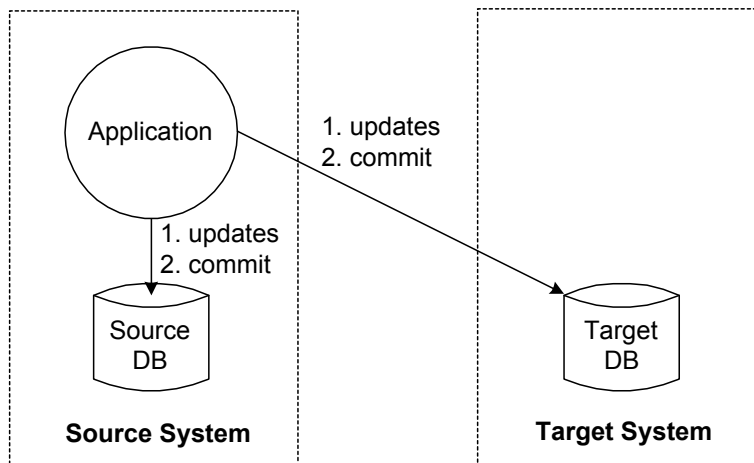 Application
1. updates
2. commit
1. updates
2. commit
Source
DB
Target
DB
Source System
Target System